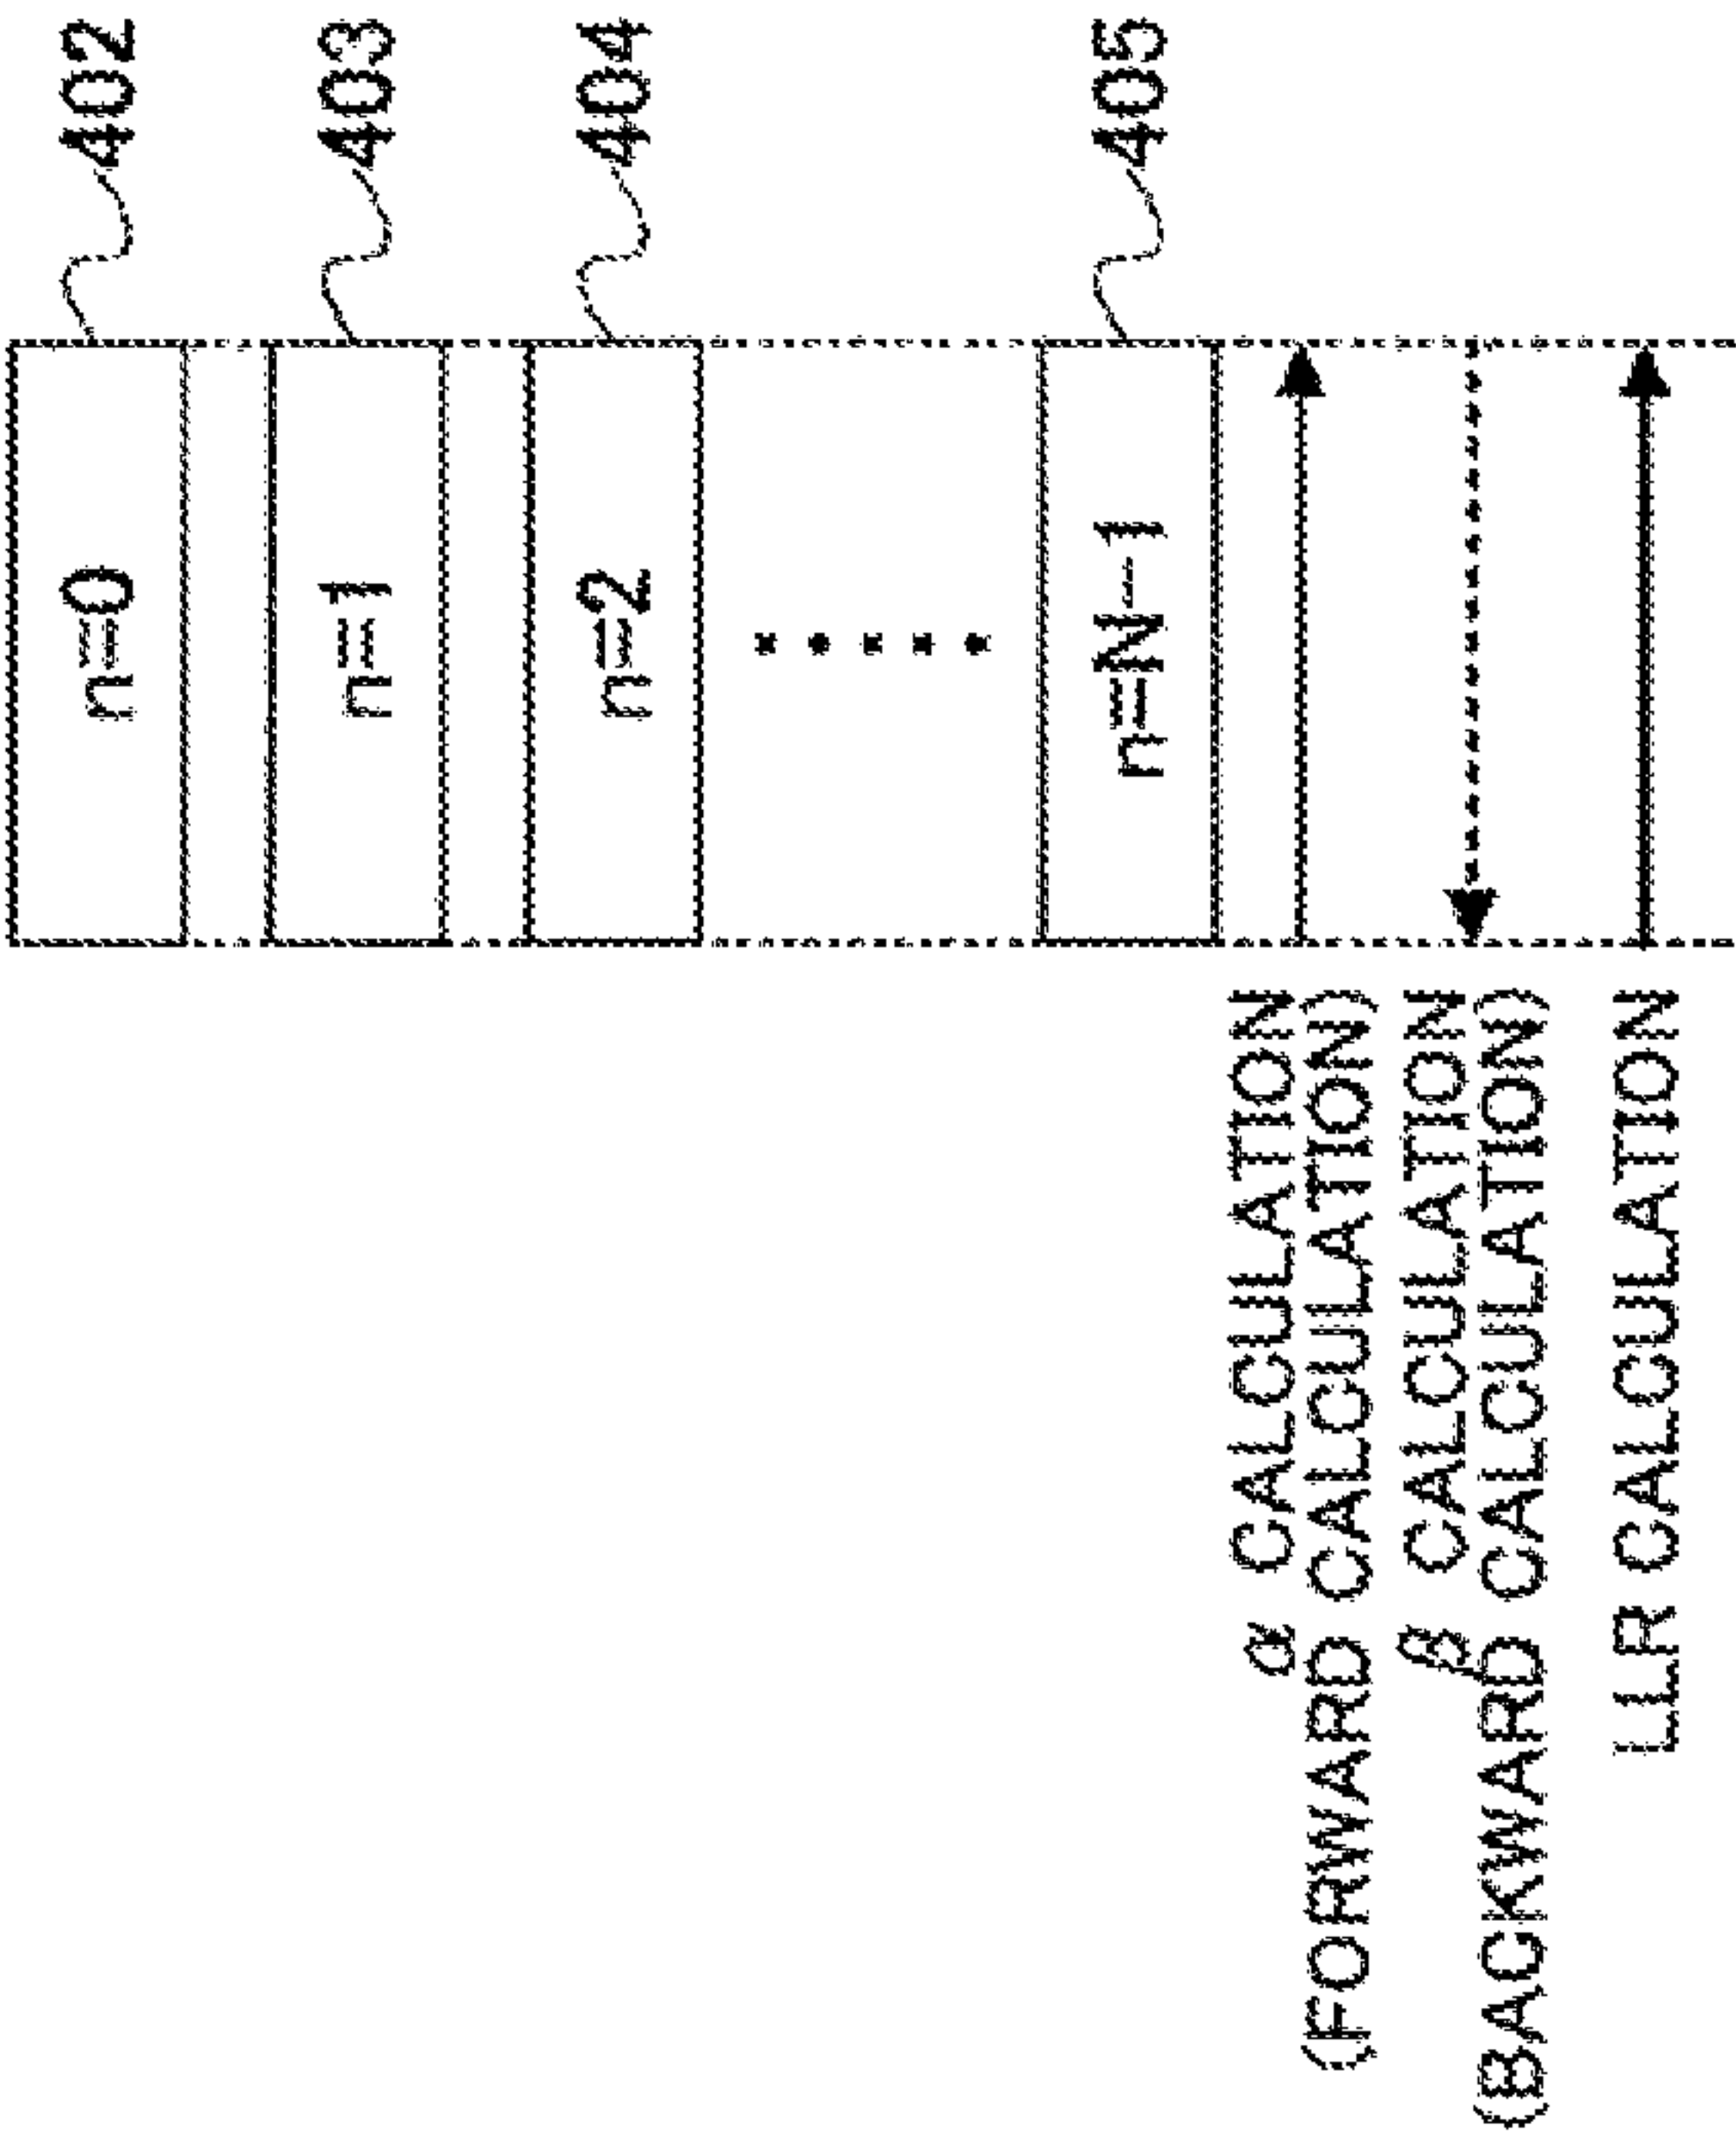 n=0 402
n=1 403
n=2 404
n=N-1 405
α CALCULATION
(FORWARD CALCULATION)
β CALCULATION
(BACKWARD CALCULATION)
LLR CALCULATION